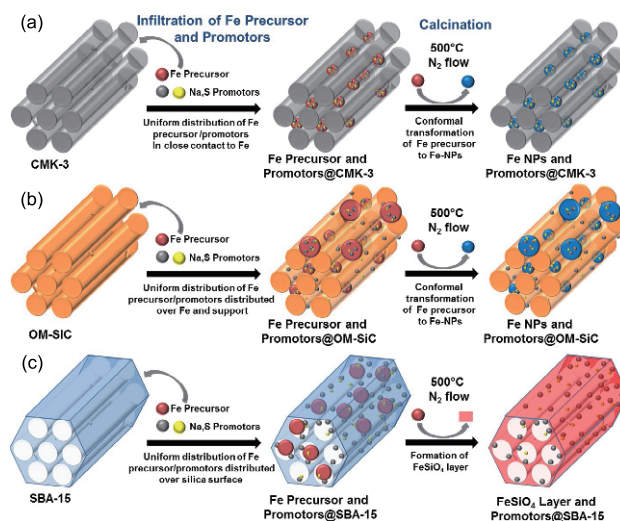 (a)
Infiltration of Fe Precursor
and Promotors
Calcination
Fe Precursor
Na,S Promotors
Uniform distribution of Fe
precursor/promotors
In close contact to Fe
500°C
N₂ flow
Conformal
transformation of
Fe precursor
to Fe-NPs
CMK-3
Fe Precursor and
Promotors@CMK-3
Fe NPs and
Promotors@CMK-3
(b)
Fe Precursor
Na,S Promotors
Uniform distribution of Fe
precursor/promotors distributed
over Fe and support
500°C
N₂ flow
Conformal
transformation of
Fe precursor
to Fe-NPs
OM-SiC
Fe Precursor and
Promotors@OM-SiC
Fe NPs and
Promotors@OM-SiC
(c)
Fe Precursor
Na,S Promotors
Uniform distribution of Fe
precursor/promotors distributed
over silica surface
500°C
N₂ flow
Formation of
FeSiO₄ layer
SBA-15
Fe Precursor and
Promotors@SBA-15
FeSiO₄ Layer and
Promotors@SBA-15